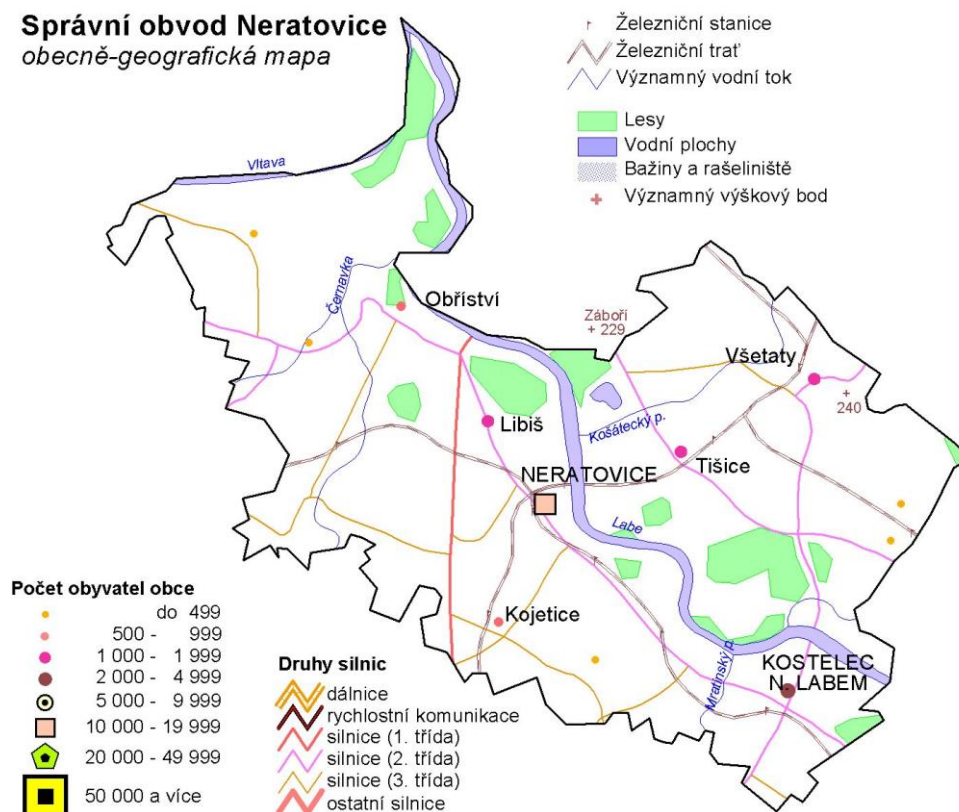 Správní obvod Neratovice
obecně-geografická mapa
Železniční stanice
Železniční trať
Významný vodní tok
Lesy
Vodní plochy
Bažiny a rašeliniště
Významný výškový bod
Vltava
Černavka
Obříství
Záboří
+ 229
Všetaty
+
240
Libiš
Košátecký p.
Tišice
NERATOVICE
Labe
Kojetice
Mratínský p.
KOSTELEC
N. LABEM
Počet obyvatel obce
do 499
500 - 999
1 000 - 1 999
2 000 - 4 999
5 000 - 9 999
10 000 - 19 999
20 000 - 49 999
50 000 a více
Druhy silnic
dálnice
rychlostní komunikace
silnice (1. třída)
silnice (2. třída)
silnice (3. třída)
ostatní silnice